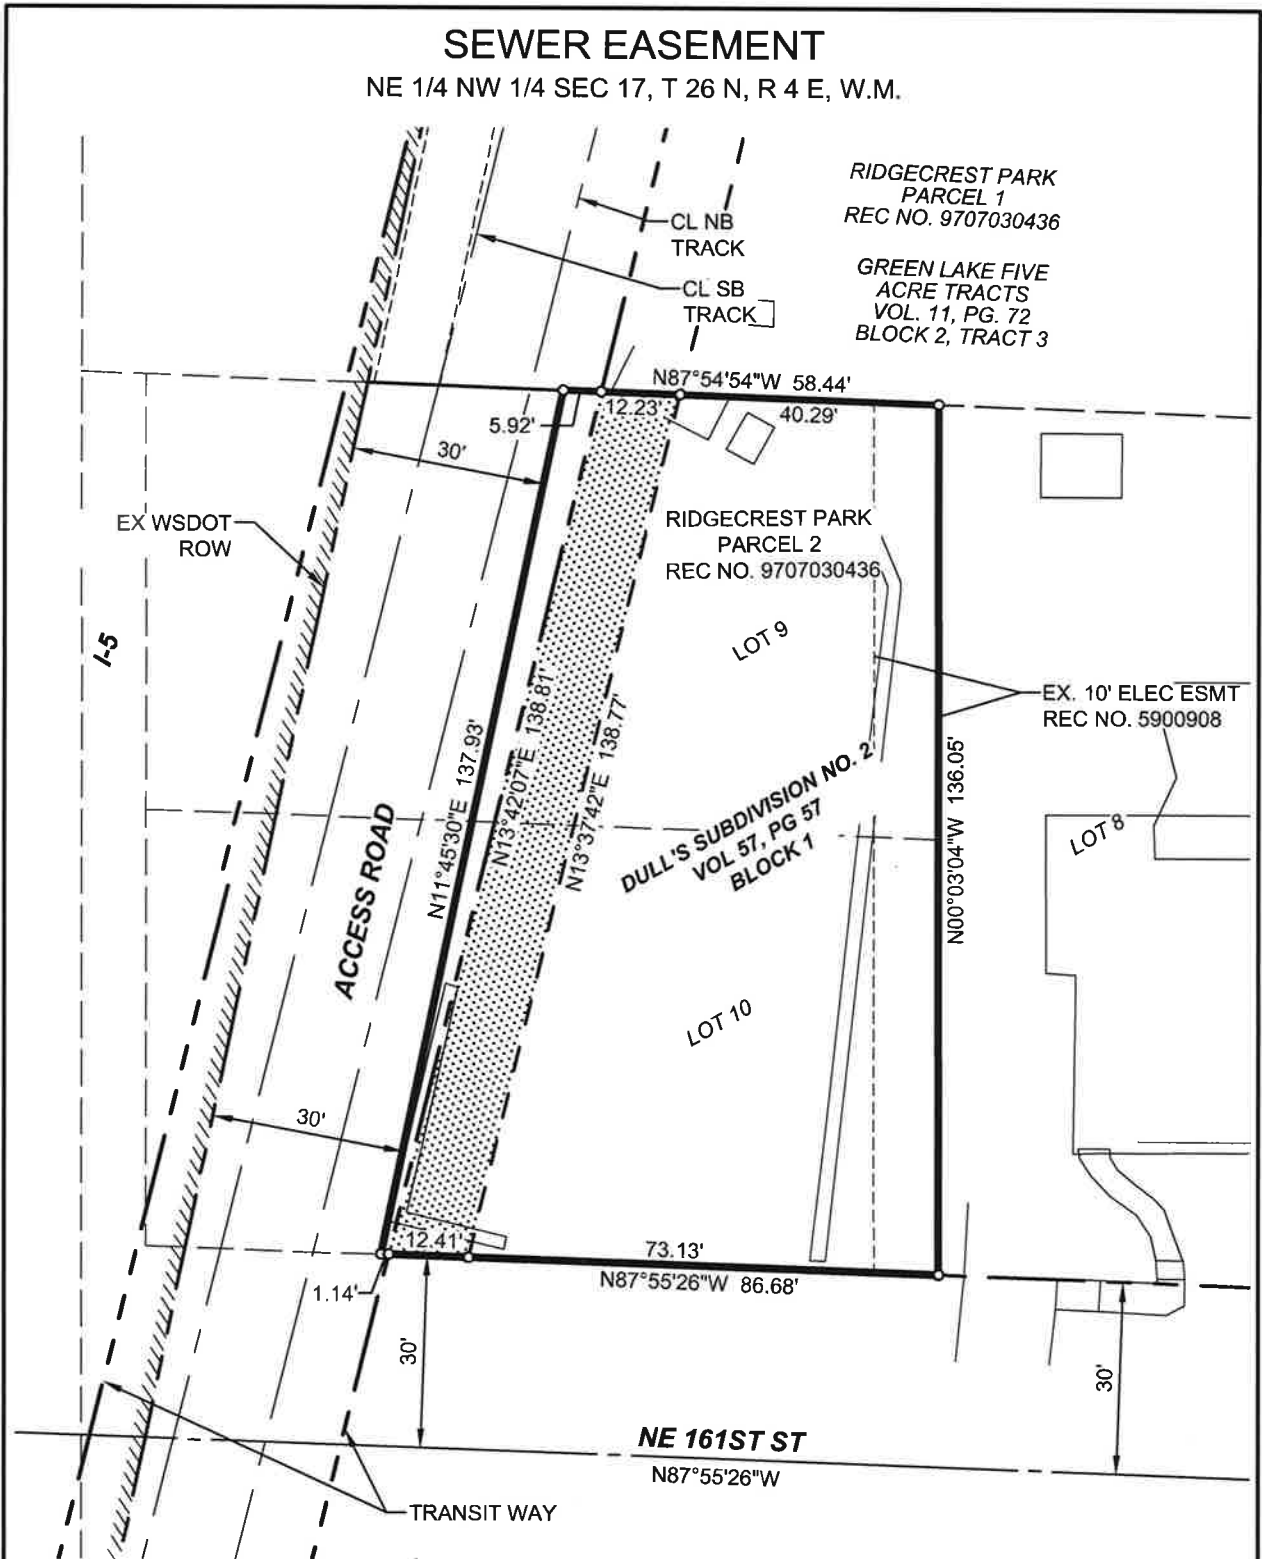 SEWER EASEMENT
NE 1/4 NW 1/4 SEC 17, T 26 N, R 4 E, W.M.
RIDGECREST PARK
PARCEL 1
REC NO. 9707030436
CL NB
TRACK
GREEN LAKE FIVE
ACRE TRACTS
VOL. 11, PG. 72
BLOCK 2, TRACT 3
CL SB
TRACK
N87°54'54"W 58.44'
12.23'
40.29'
5.92'
30'
EX WSDOT
ROW
RIDGECREST PARK
PARCEL 2
REC NO. 9707030436
I-5
LOT 9
EX. 10' ELEC ESMT
REC NO. 5900908
N11°45'30"E 137.93'
N13°42'07"E 138.81'
N13°37'42"E 138.77'
DULL'S SUBDIVISION NO. 2
VOL 57, PG 57
BLOCK 1
N00°03'04"W 136.05'
LOT 8
ACCESS ROAD
LOT 10
30'
12.41'
73.13'
N87°55'26"W 86.68'
1.14'
30'
30'
NE 161ST ST
N87°55'26"W
TRANSIT WAY